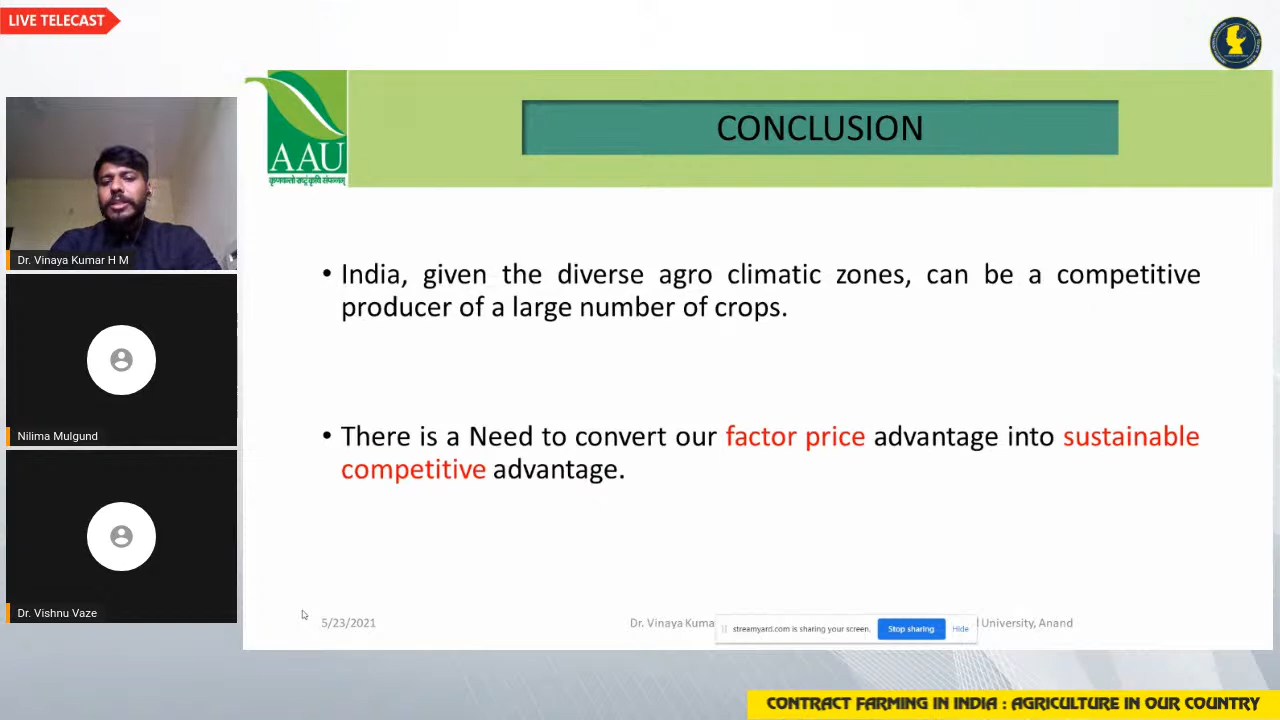 LIVE TELECAST
AAU
CONCLUSION
Dr. Vinaya Kumar H M
• India, given the diverse agro climatic zones, can be a competitive
producer of a large number of crops.
Nilima Mulgund
• There is a Need to convert our factor price advantage into sustainable
competitive advantage.
Dr. Vishnu Vaze
5/23/2021
Dr. Vinaya Kuma
streamyard.com is sharing your screen.
Stop sharing
Hide
University, Anand
CONTRACT FARMING IN INDIA : AGRICULTURE IN OUR COUNTRY